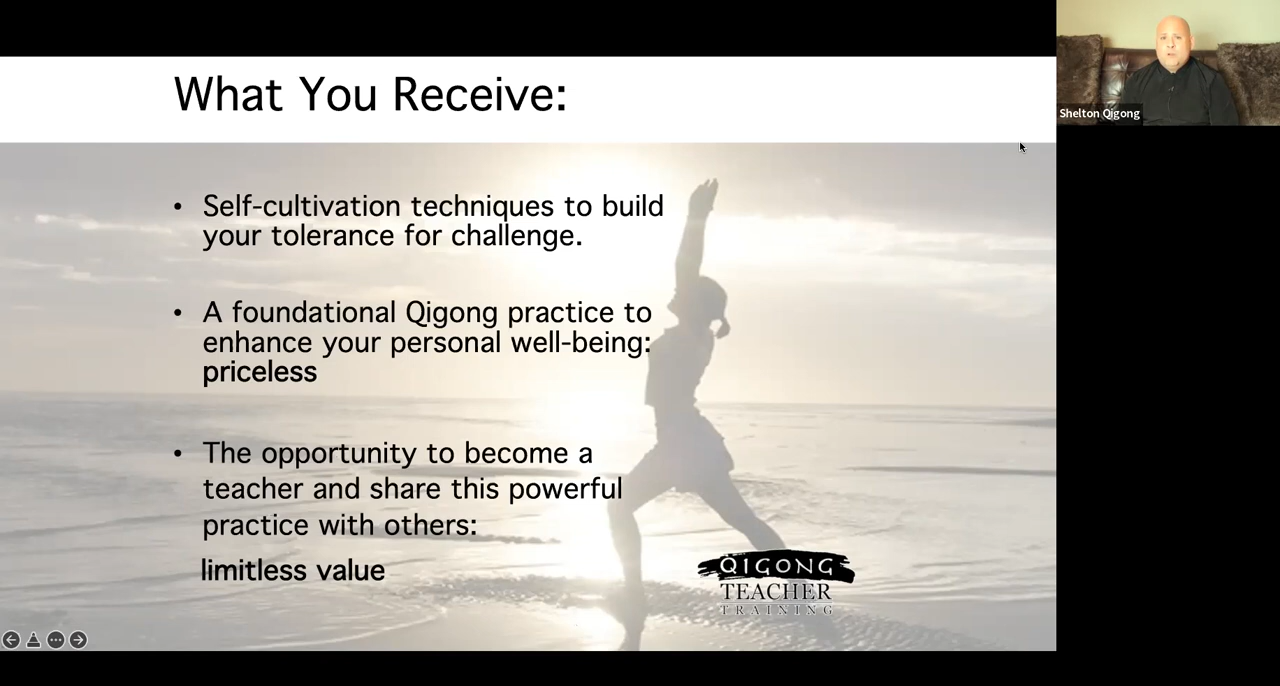 What You Receive:
Shelton Qigong
• Self-cultivation techniques to build
your tolerance for challenge.
• A foundational Qigong practice to
enhance your personal well-being:
priceless
• The opportunity to become a
teacher and share this powerful
practice with others:
limitless value
QIGONG
TEACHER
TRAINING